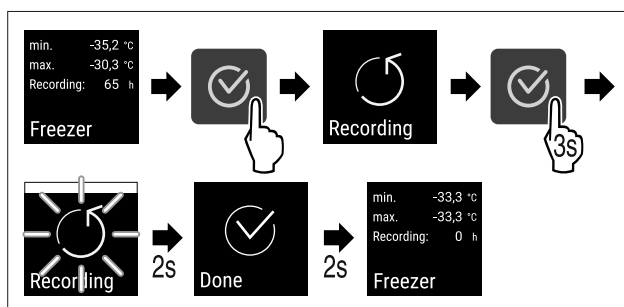 min. -35,2 °C
max. -30,3 °C
Recording: 65 h
Freezer
Recording
3s
Recording
2s
Done
2s
min. -33,3 °C
max. -33,3 °C
Recording: 0 h
Freezer